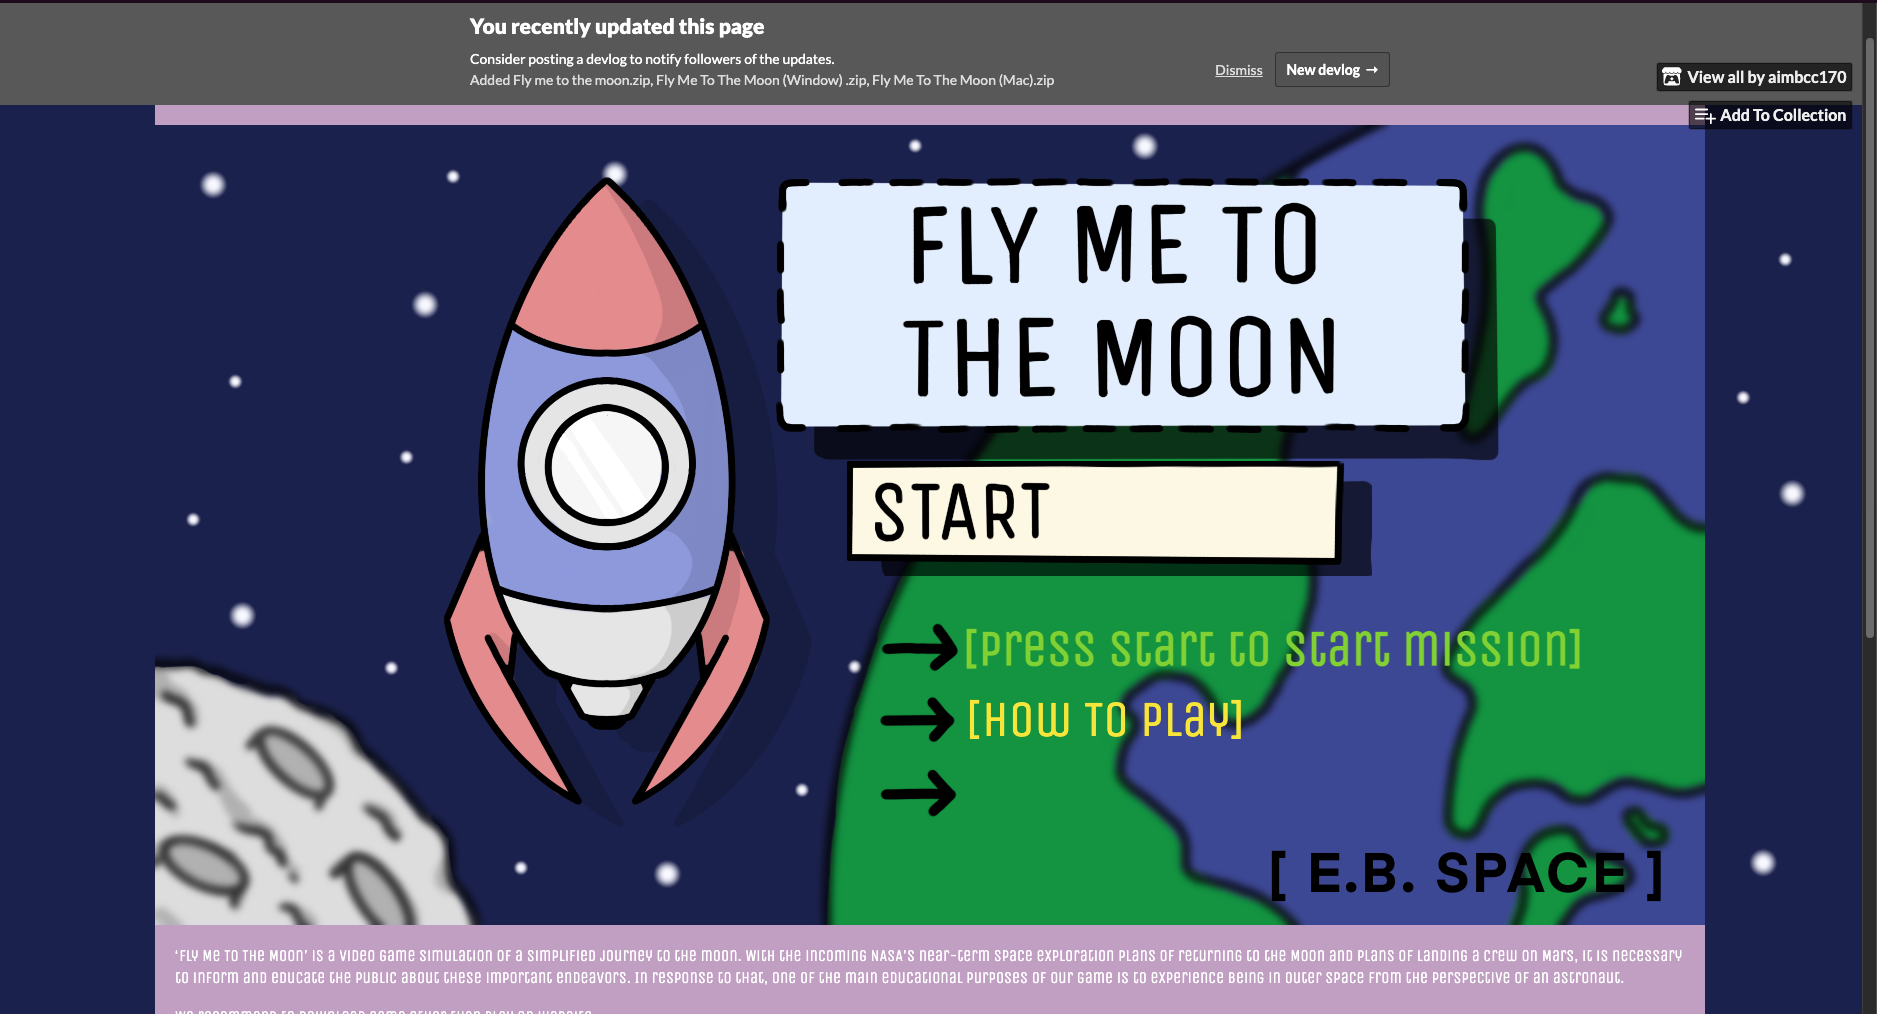 You recently updated this page
Consider posting a devlog to notify followers of the updates.
Added Fly me to the moon.zip, Fly Me To The Moon (Window) .zip, Fly Me To The Moon (Mac).zip
Dismiss
New devlog →
View all by aimbcc170
Add To Collection
FLY ME TO
THE MOON
START
[Press Start to start mission]
[HOW TO PLAY]
[ E.B. SPACE ]
‘Fly Me To The Moon’ is a video game simulation of a simplified journey to the moon. With the incoming NASA’s near-term space exploration plans of returning to the Moon and plans of landing a crew on Mars, it is necessary
to inform and educate the public about these important endeavors. In response to that, one of the main educational purposes of our game is to experience being in outer space from the perspective of an astronaut.